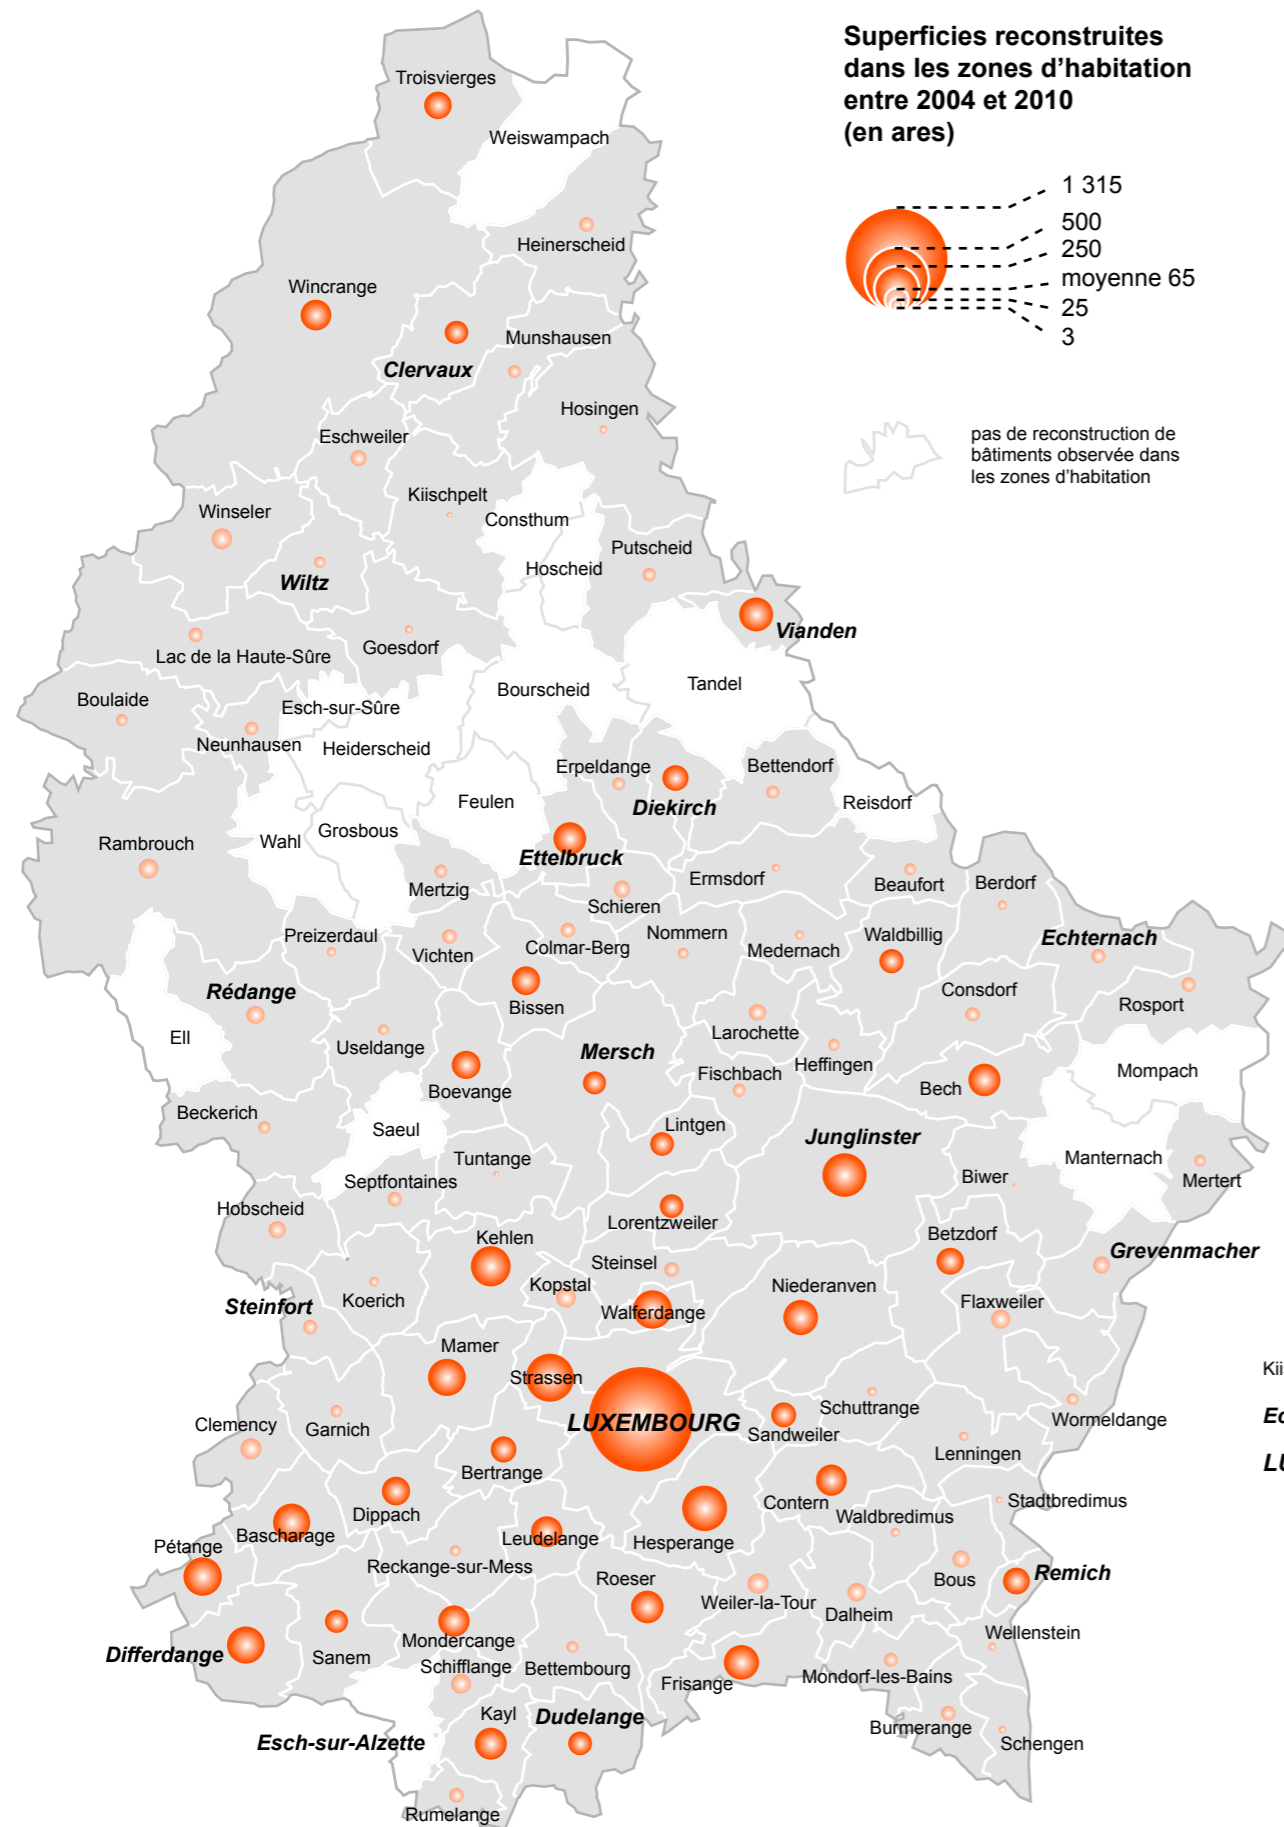 Superficies reconstruites
dans les zones d’habitation
entre 2004 et 2010
(en ares)
1 315
500
250
moyenne 65
25
3
pas de reconstruction de
bâtiments observée dans
les zones d’habitation
Troisvierges
Weiswampach
Heinerscheid
Wincrange
Munshausen
Clervaux
Hosingen
Eschweiler
Kiischpelt
Winseler
Consthum
Putscheid
Hoscheid
Wiltz
Vianden
Goesdorf
Lac de la Haute-Sûre
Tandel
Bourscheid
Boulaide
Esch-sur-Sûre
Neunhausen
Heiderscheid
Erpeldange
Bettendorf
Diekirch
Feulen
Reisdorf
Grosbous
Wahl
Rambrouch
Ettelbruck
Mertzig
Ermsdorf
Beaufort
Berdorf
Schieren
Preizerdaul
Vichten
Colmar-Berg
Nommern
Medernach
Waldbillig
Echternach
Rédange
Bissen
Consdorf
Rosport
Larochette
Ell
Useldange
Mersch
Heffingen
Fischbach
Boevange
Bech
Mompach
Beckerich
Saeul
Lintgen
Junglinster
Tuntange
Manternach
Septfontaines
Biwer
Mertert
Hobscheid
Lorentzweiler
Kehlen
Betzdorf
Grevenmacher
Steinsel
Kopstal
Niederanven
Koerich
Steinfort
Walferdange
Flaxweiler
Mamer
Strassen
Kii
Clemency
Garnich
LUXEMBOURG
Schuttrange
Wormeldange
Ec
Sandweiler
Lenningen
Bertrange
LU
Dippach
Contern
Stadtbredimus
Waldbredimus
Bascharage
Leudelange
Hesperange
Pétange
Reckange-sur-Mess
Roeser
Bous
Remich
Weiler-la-Tour
Dalheim
Wellenstein
Differdange
Sanem
Mondercange
Schifflange
Bettembourg
Frisange
Mondorf-les-Bains
Kayl
Dudelange
Burmerange
Esch-sur-Alzette
Schengen
Rumelange